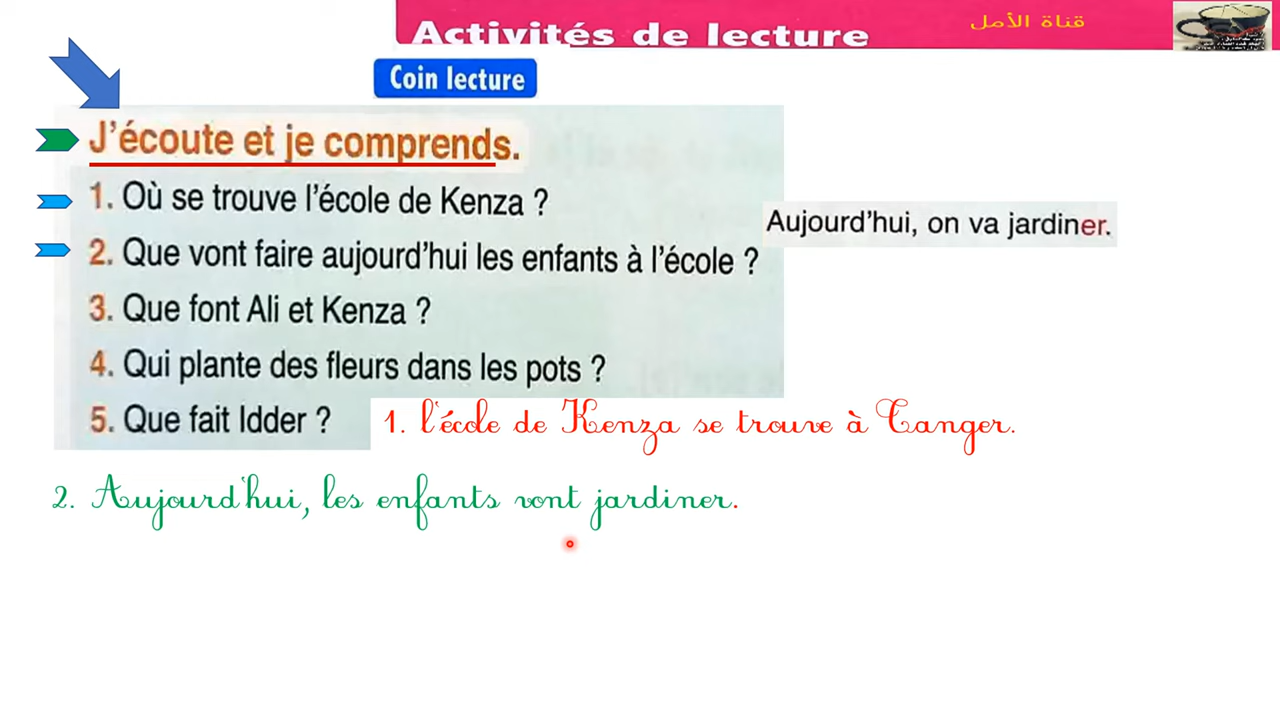 Activités de lecture
قناة الأمل
Coin lecture
J'écoute et je comprends.
1. Où se trouve l'école de Kenza ?
Aujourd'hui, on va jardiner.
2. Que vont faire aujourd'hui les enfants à l'école ?
3. Que font Ali et Kenza ?
4. Qui plante des fleurs dans les pots ?
5. Que fait Idder ?
1. l'école de Kenza se trouve à Tanger.
2. Aujourd'hui, les enfants vont jardiner.